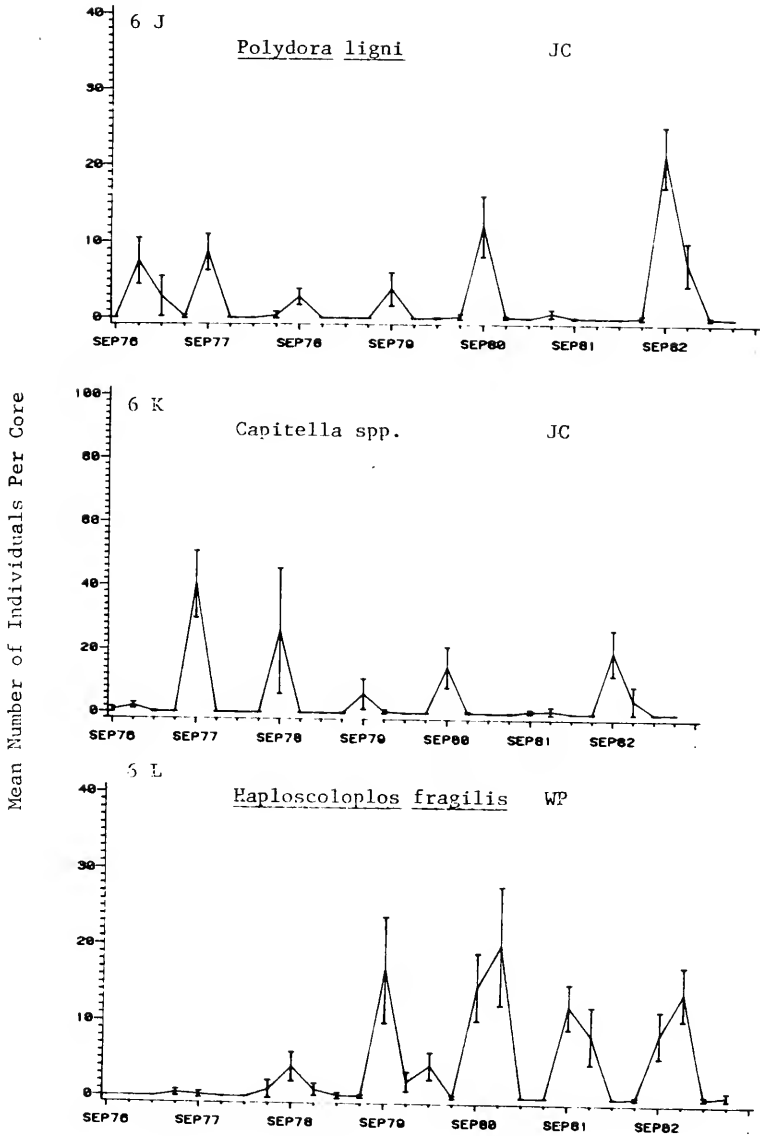 6 J
Polydora ligni JC
40
30
20
10
0
SEP76 SEP77 SEP78 SEP79 SEP80 SEP81 SEP82
Mean Number of Individuals Per Core
6 K
Capitella spp. JC
100
80
60
40
20
0
SEP76 SEP77 SEP78 SEP79 SEP80 SEP81 SEP82
6 L
Haploscoloplos fragilis WP
40
30
20
10
0
SEP76 SEP77 SEP78 SEP79 SEP80 SEP81 SEP82